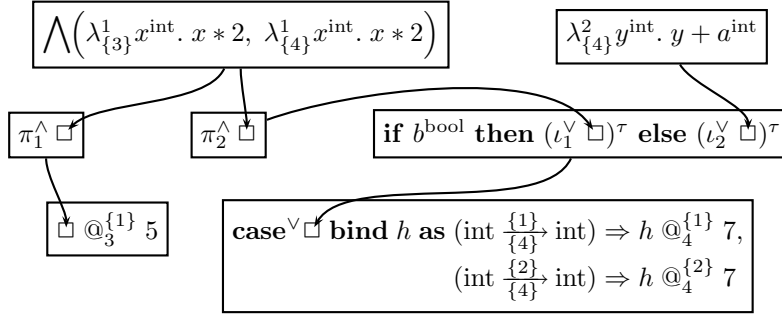 ⋀(λ^1_{3} x^int. x ∗ 2, λ^1_{4} x^int. x ∗ 2)
λ^2_{4} y^int. y + a^int
π^∧_1 □
π^∧_2 □
if b^bool then (ι^∨_1 □)^τ else (ι^∨_2 □)^τ
□ @^{1}_3 5
case^∨ □ bind h as (int —{1}/{4}→ int) ⇒ h @^{1}_4 7,
(int —{2}/{4}→ int) ⇒ h @^{2}_4 7